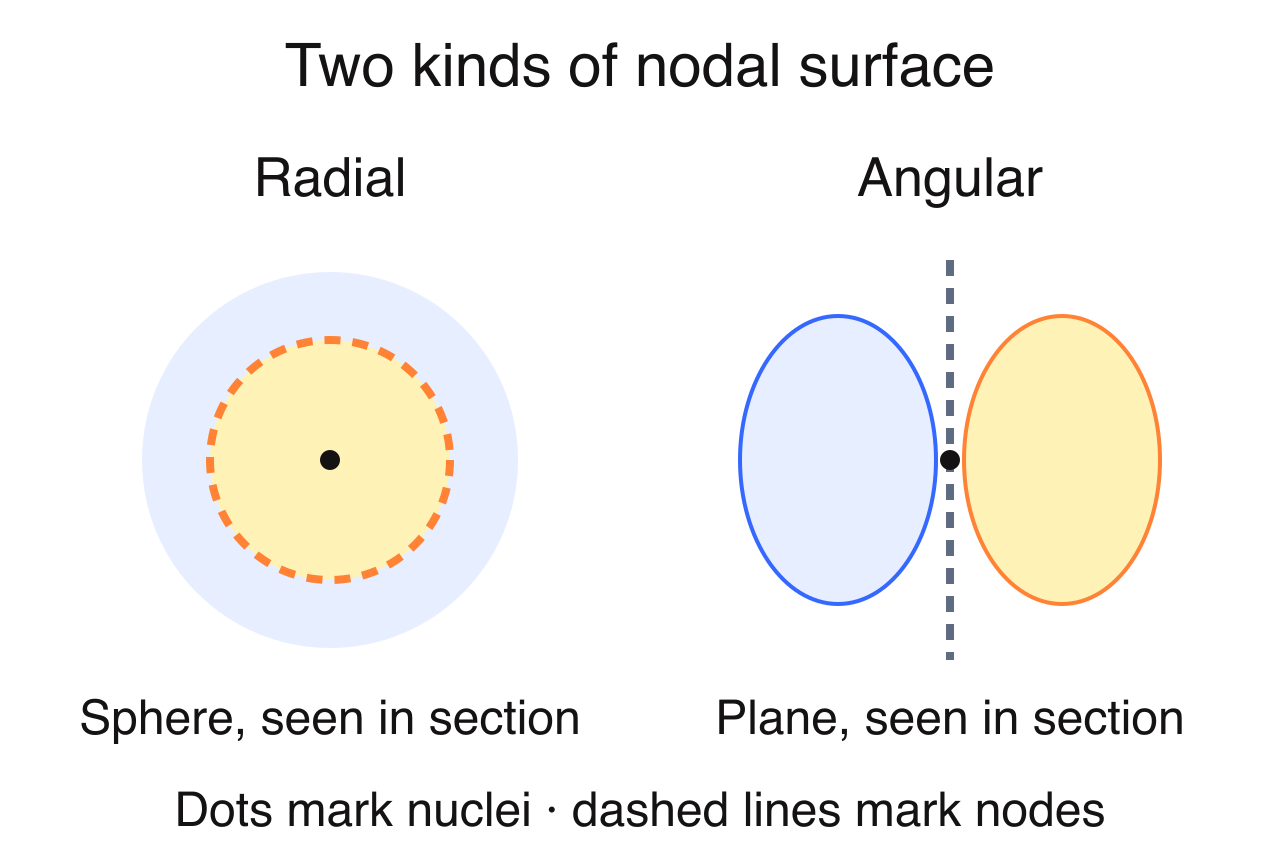 Two kinds of nodal surface
Radial
Angular
Sphere, seen in section
Plane, seen in section
Dots mark nuclei · dashed lines mark nodes